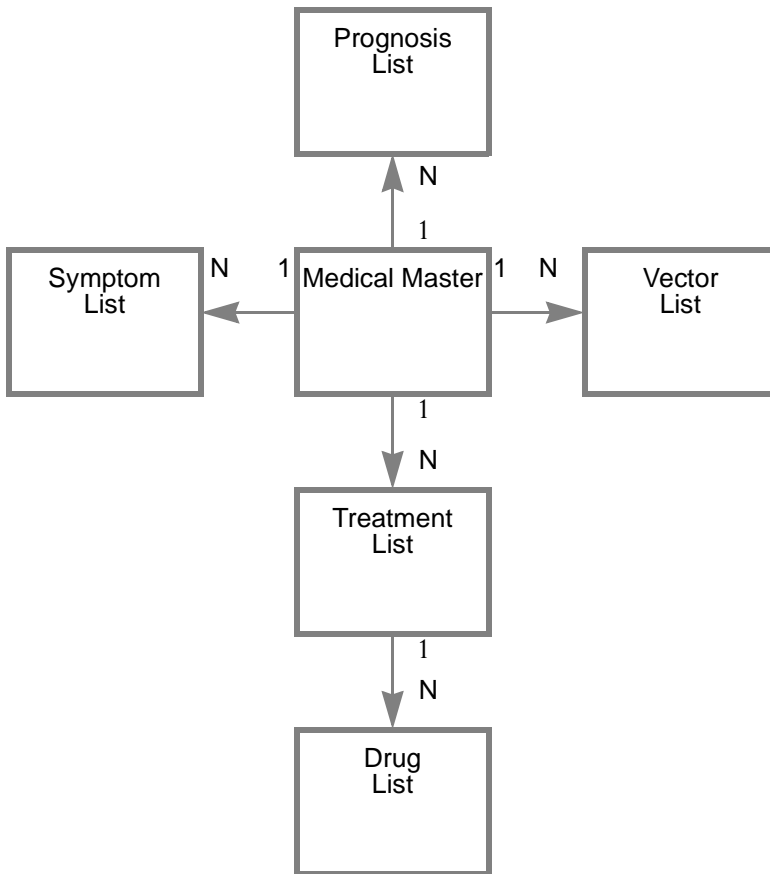 Prognosis
List
N
1
Symptom
List
N
1
Medical Master
1
N
Vector
List
1
N
Treatment
List
1
N
Drug
List